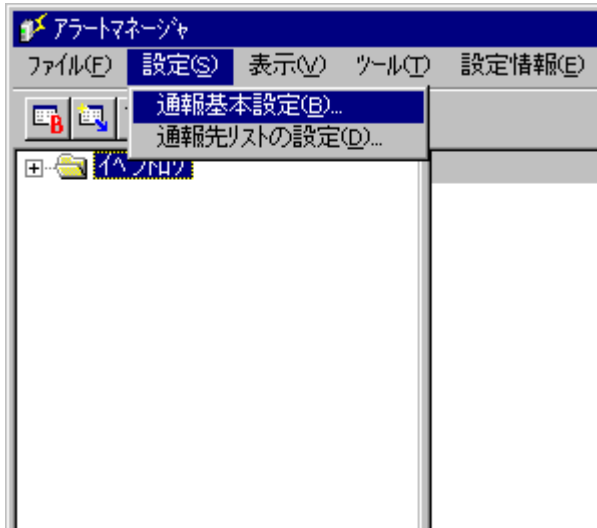 アラートマネージャ
ファイル(F) 設定(S) 表示(V) ツール(T) 設定情報(E)
通報基本設定(B)...
通報先リストの設定(D)...
B
イベントログ